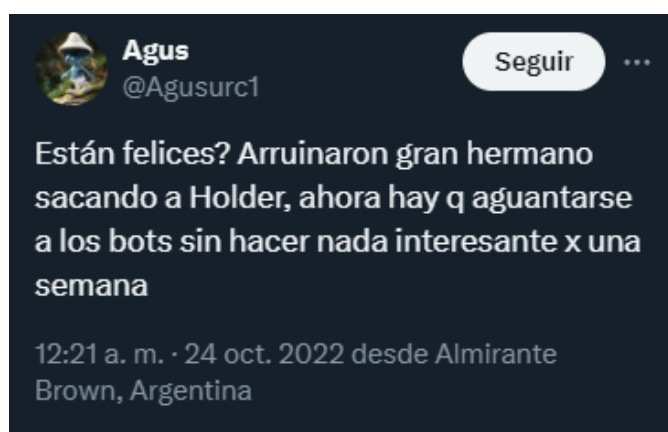 Agus
@Agusurc1
Seguir
Están felices? Arruinaron gran hermano
sacando a Holder, ahora hay q aguantarse
a los bots sin hacer nada interesante x una
semana
12:21 a. m. · 24 oct. 2022 desde Almirante
Brown, Argentina